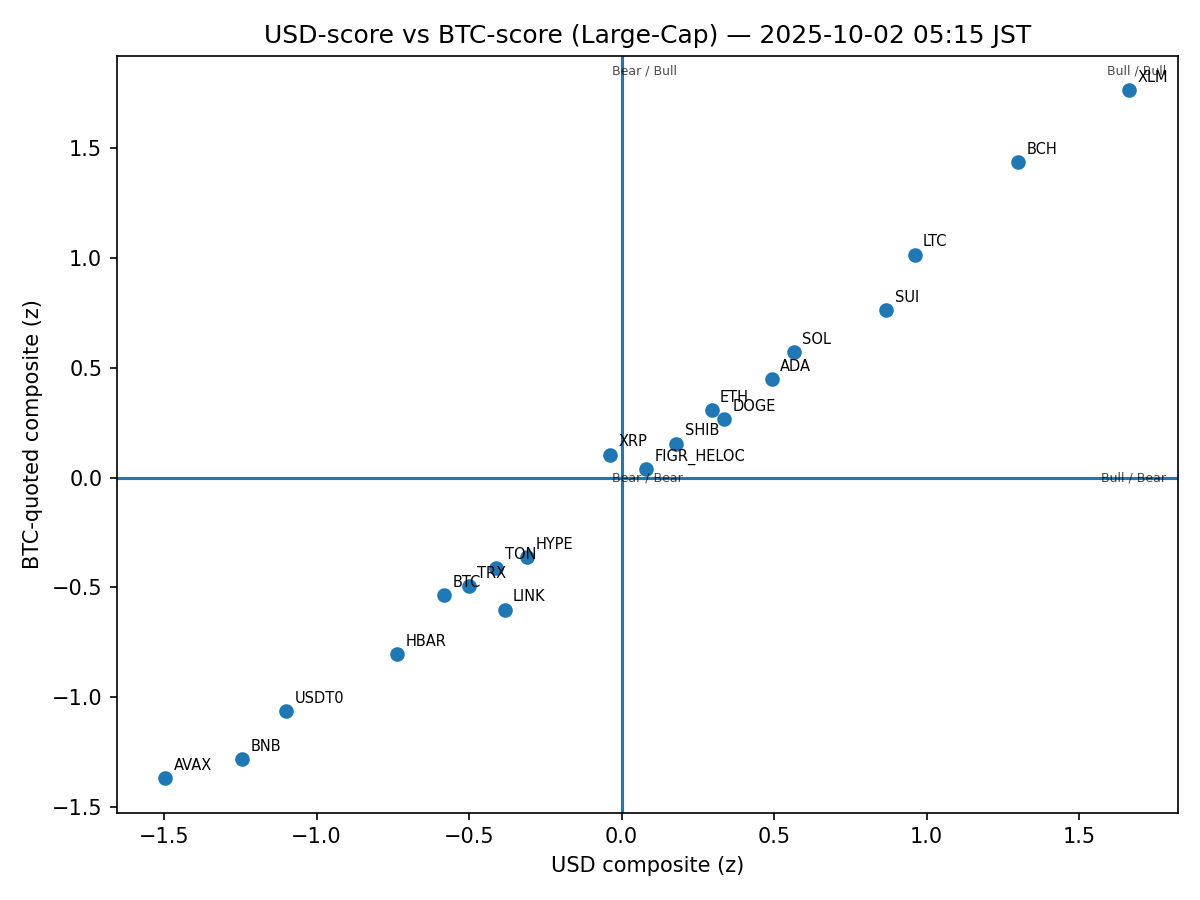 USD-score vs BTC-score (Large-Cap) — 2025-10-02 05:15 JST
Bear / Bull
Bull / Bull
XLM
BCH
LTC
SUI
SOL
ADA
ETH
DOGE
SHIB
XRP
FIGR_HELOC
Bear / Bear
Bull / Bear
HYPE
TON
TRX
BTC
LINK
HBAR
USDT0
BNB
AVAX
BTC-quoted composite (z)
1.5
1.0
0.5
0.0
−0.5
−1.0
−1.5
−1.5
−1.0
−0.5
0.0
0.5
1.0
1.5
USD composite (z)